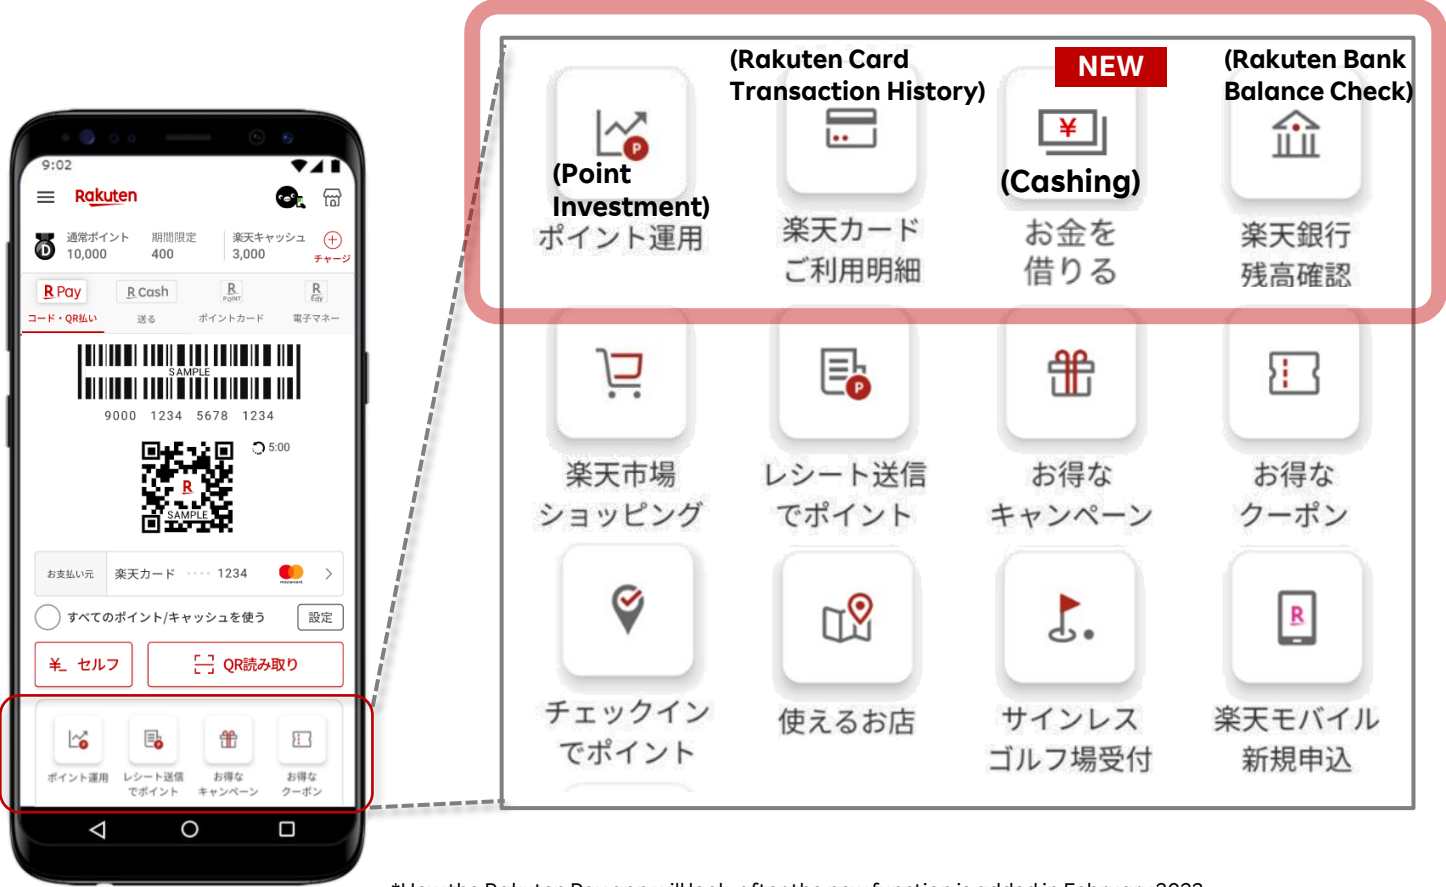 9:02
Rakuten
通常ポイント 期間限定 楽天キャッシュ
10,000 400 3,000 チャージ
R Pay R Cash R POINT R Edy
コード・QR払い 送る ポイントカード 電子マネー
SAMPLE
9000 1234 5678 1234
5:00
R
SAMPLE
お支払い元 楽天カード ···· 1234
すべてのポイント/キャッシュを使う 設定
¥_ セルフ QR読み取り
P P
ポイント運用 レシート送信 お得な お得な
でポイント キャンペーン クーポン
(Rakuten Card
Transaction History)
NEW
(Rakuten Bank
Balance Check)
P
¥
(Point
Investment)
(Cashing)
ポイント運用
楽天カード
ご利用明細
お金を
借りる
楽天銀行
残高確認
P
楽天市場
ショッピング
レシート送信
でポイント
お得な
キャンペーン
お得な
クーポン
R
チェックイン
でポイント
使えるお店
サインレス
ゴルフ場受付
楽天モバイル
新規申込